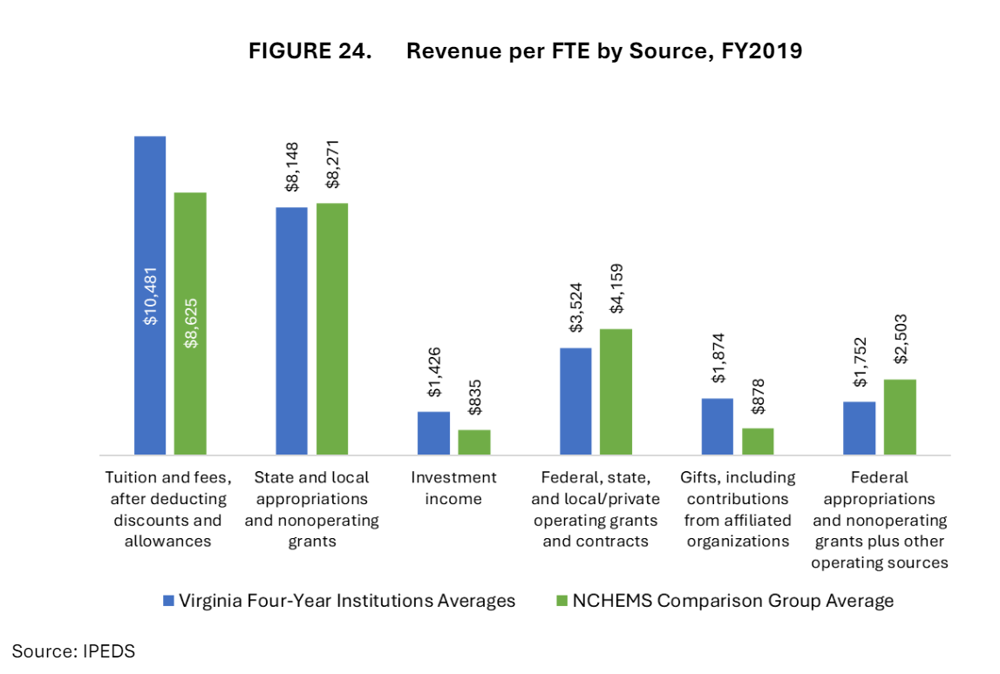 FIGURE 24. Revenue per FTE by Source, FY2019
$10,481
$8,625
$8,148
$8,271
$1,426
$835
$3,524
$4,159
$1,874
$878
$1,752
$2,503
Tuition and fees,
after deducting
discounts and
allowances
State and local
appropriations
and nonoperating
grants
Investment
income
Federal, state,
and local/private
operating grants
and contracts
Gifts, including
contributions
from affiliated
organizations
Federal
appropriations
and nonoperating
grants plus other
operating sources
Virginia Four-Year Institutions Averages
NCHEMS Comparison Group Average
Source: IPEDS